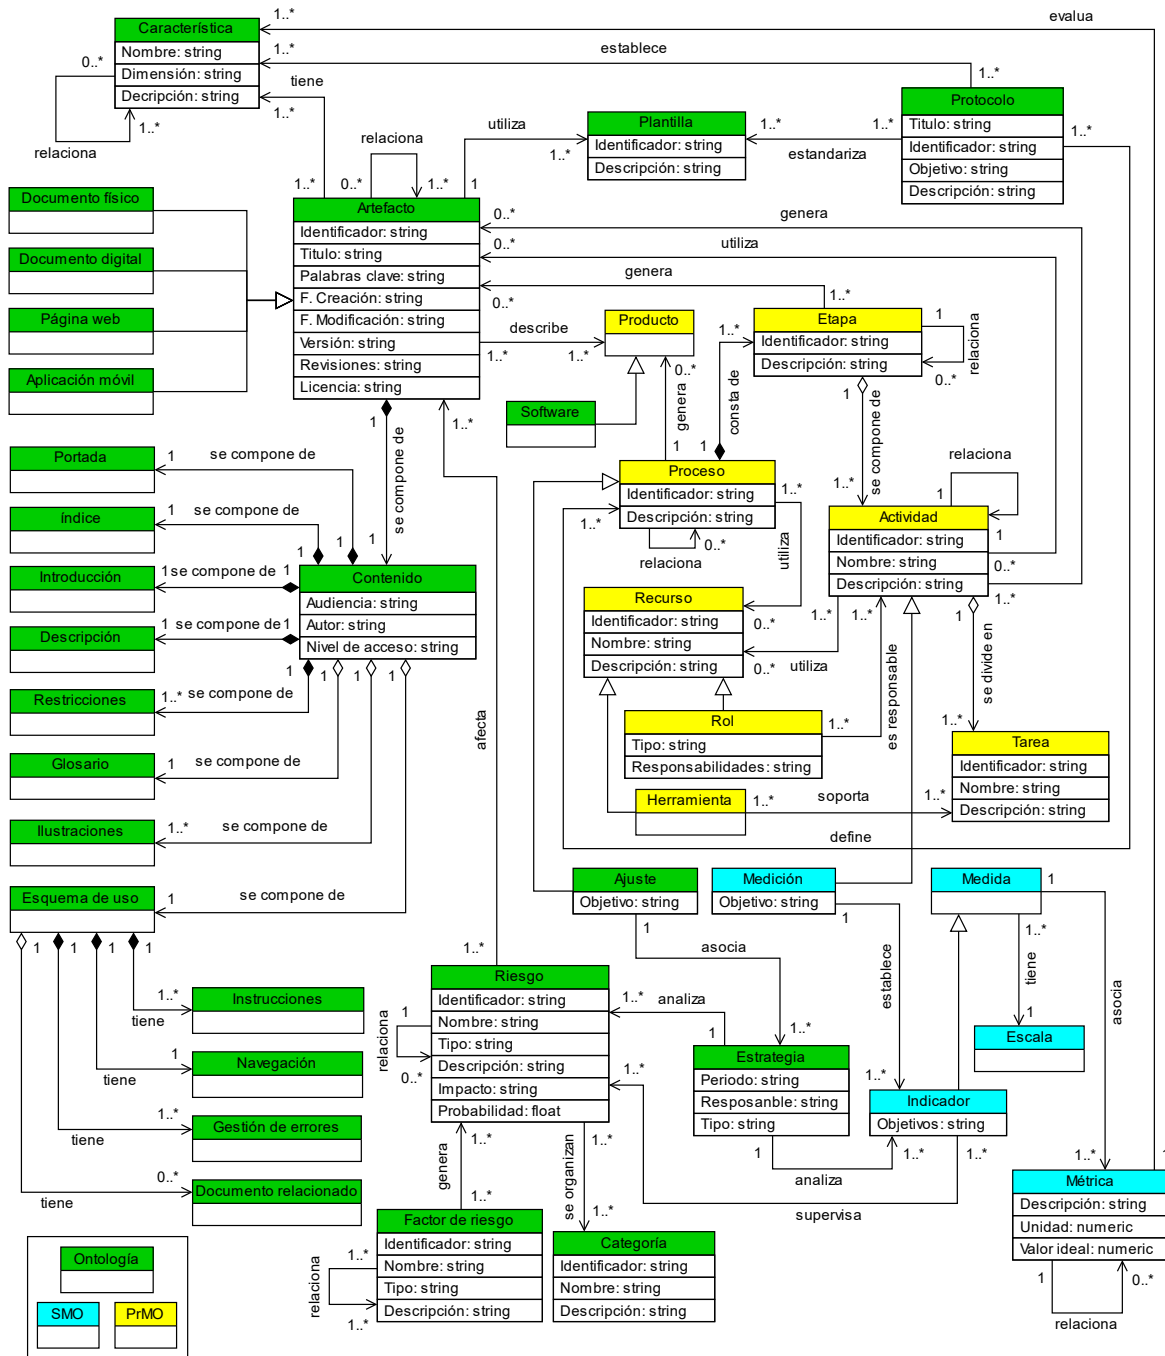 Característica
Nombre: string
Dimensión: string
Decripción: string
0..*
1..*
relaciona
1..*
1..*
1..*
tiene
1..*
establece
1..*
evalua
Protocolo
Titulo: string
Identificador: string
Objetivo: string
Descripción: string
1..*
1..*
1..*
estandariza
Plantilla
Identificador: string
Descripción: string
utiliza
1..*
1
relaciona
0..*
1..*
Documento físico
Documento digital
Página web
Aplicación móvil
Artefacto
Identificador: string
Titulo: string
Palabras clave: string
F. Creación: string
F. Modificación: string
Versión: string
Revisiones: string
Licencia: string
0..*
genera
0..*
utiliza
0..*
genera
1..*
describe
1..*
1..*
Producto
0..*
genera
1
Software
Etapa
Identificador: string
Descripción: string
1
relaciona
0..*
1..*
consta de
1
1
se compone de
1..*
1
se compone de
1
1..*
Proceso
Identificador: string
Descripción: string
1..*
1..*
0..*
relaciona
utiliza
0..*
relaciona
1
Actividad
Identificador: string
Nombre: string
Descripción: string
1
0..*
1..*
Portada
1
se compone de
1
índice
1
se compone de
1
Introducción
1
se compone de
1
Descripción
1
se compone de
1
Restricciones
1..*
se compone de
1
Glosario
1
se compone de
1
Ilustraciones
1..*
se compone de
1
Esquema de uso
1
se compone de
1
Contenido
Audiencia: string
Autor: string
Nivel de acceso: string
Recurso
Identificador: string
Nombre: string
Descripción: string
1..*
utiliza
0..*
1..*
es responsable
1..*
1
se divide en
1..*
Rol
Tipo: string
Responsabilidades: string
Herramienta
1..*
soporta
1..*
Tarea
Identificador: string
Nombre: string
Descripción: string
define
afecta
1..*
Ajuste
Objetivo: string
1
asocia
1..*
Medición
Objetivo: string
1
establece
1..*
Medida
1
1..*
tiene
1
asocia
1..*
Escala
1
1
1
1
1..*
tiene
Instrucciones
1
tiene
Navegación
1..*
tiene
Gestión de errores
0..*
tiene
Documento relacionado
Riesgo
Identificador: string
Nombre: string
Tipo: string
Descripción: string
Impacto: string
Probabilidad: float
1
relaciona
0..*
1..*
analiza
1
1..*
Estrategia
Periodo: string
Resposanble: string
Tipo: string
1
analiza
1..*
Indicador
Objetivos: string
1..*
supervisa
1..*
genera
1..*
1..*
se organizan
1..*
Factor de riesgo
Identificador: string
Nombre: string
Tipo: string
Descripción: string
1..*
relaciona
1..*
Categoría
Identificador: string
Nombre: string
Descripción: string
1
Métrica
Descripción: string
Unidad: numeric
Valor ideal: numeric
1
0..*
relaciona
Ontología
SMO
PrMO